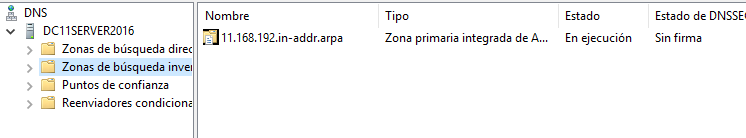 DNS
DC11SERVER2016
Zonas de búsqueda direc
Zonas de búsqueda inver
Puntos de confianza
Reenviadores condiciona
Nombre Tipo Estado Estado de DNSSEC
11.168.192.in-addr.arpa Zona primaria integrada de A... En ejecución Sin firma